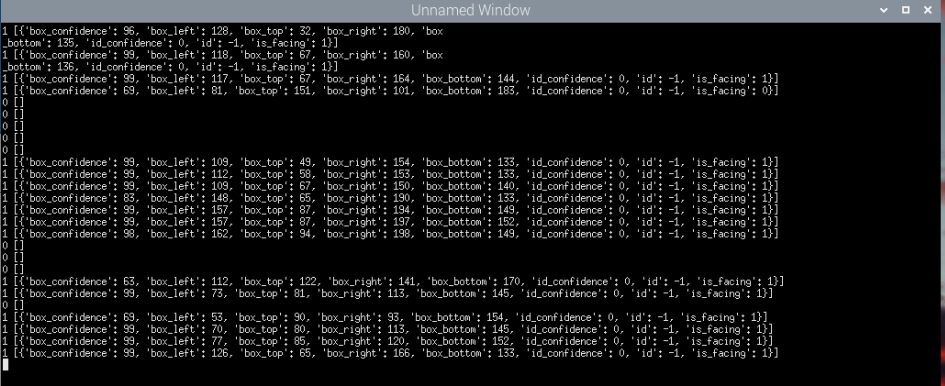 Unnamed Window
1 [{'box_confidence': 96, 'box_left': 128, 'box_top': 32, 'box_right': 180, 'box
_bottom': 135, 'id_confidence': 0, 'id': -1, 'is_facing': 1}]
1 [{'box_confidence': 99, 'box_left': 118, 'box_top': 67, 'box_right': 160, 'box
_bottom': 136, 'id_confidence': 0, 'id': -1, 'is_facing': 1}]
1 [{'box_confidence': 99, 'box_left': 117, 'box_top': 67, 'box_right': 164, 'box_bottom': 144, 'id_confidence': 0, 'id': -1, 'is_facing': 1}]
1 [{'box_confidence': 69, 'box_left': 81, 'box_top': 151, 'box_right': 101, 'box_bottom': 183, 'id_confidence': 0, 'id': -1, 'is_facing': 0}]
0 []
0 []
0 []
0 []
0 []
1 [{'box_confidence': 99, 'box_left': 109, 'box_top': 49, 'box_right': 154, 'box_bottom': 133, 'id_confidence': 0, 'id': -1, 'is_facing': 1}]
1 [{'box_confidence': 99, 'box_left': 112, 'box_top': 58, 'box_right': 153, 'box_bottom': 133, 'id_confidence': 0, 'id': -1, 'is_facing': 1}]
1 [{'box_confidence': 99, 'box_left': 109, 'box_top': 67, 'box_right': 150, 'box_bottom': 140, 'id_confidence': 0, 'id': -1, 'is_facing': 1}]
1 [{'box_confidence': 83, 'box_left': 148, 'box_top': 65, 'box_right': 190, 'box_bottom': 133, 'id_confidence': 0, 'id': -1, 'is_facing': 1}]
1 [{'box_confidence': 99, 'box_left': 157, 'box_top': 87, 'box_right': 194, 'box_bottom': 149, 'id_confidence': 0, 'id': -1, 'is_facing': 1}]
1 [{'box_confidence': 99, 'box_left': 157, 'box_top': 87, 'box_right': 197, 'box_bottom': 152, 'id_confidence': 0, 'id': -1, 'is_facing': 1}]
1 [{'box_confidence': 98, 'box_left': 162, 'box_top': 94, 'box_right': 198, 'box_bottom': 149, 'id_confidence': 0, 'id': -1, 'is_facing': 1}]
0 []
0 []
0 []
1 [{'box_confidence': 63, 'box_left': 112, 'box_top': 122, 'box_right': 141, 'box_bottom': 170, 'id_confidence': 0, 'id': -1, 'is_facing': 1}]
1 [{'box_confidence': 99, 'box_left': 73, 'box_top': 81, 'box_right': 113, 'box_bottom': 145, 'id_confidence': 0, 'id': -1, 'is_facing': 1}]
0 []
1 [{'box_confidence': 69, 'box_left': 53, 'box_top': 90, 'box_right': 93, 'box_bottom': 154, 'id_confidence': 0, 'id': -1, 'is_facing': 1}]
1 [{'box_confidence': 99, 'box_left': 70, 'box_top': 80, 'box_right': 113, 'box_bottom': 145, 'id_confidence': 0, 'id': -1, 'is_facing': 1}]
1 [{'box_confidence': 99, 'box_left': 77, 'box_top': 85, 'box_right': 120, 'box_bottom': 152, 'id_confidence': 0, 'id': -1, 'is_facing': 1}]
1 [{'box_confidence': 99, 'box_left': 126, 'box_top': 65, 'box_right': 166, 'box_bottom': 133, 'id_confidence': 0, 'id': -1, 'is_facing': 1}]